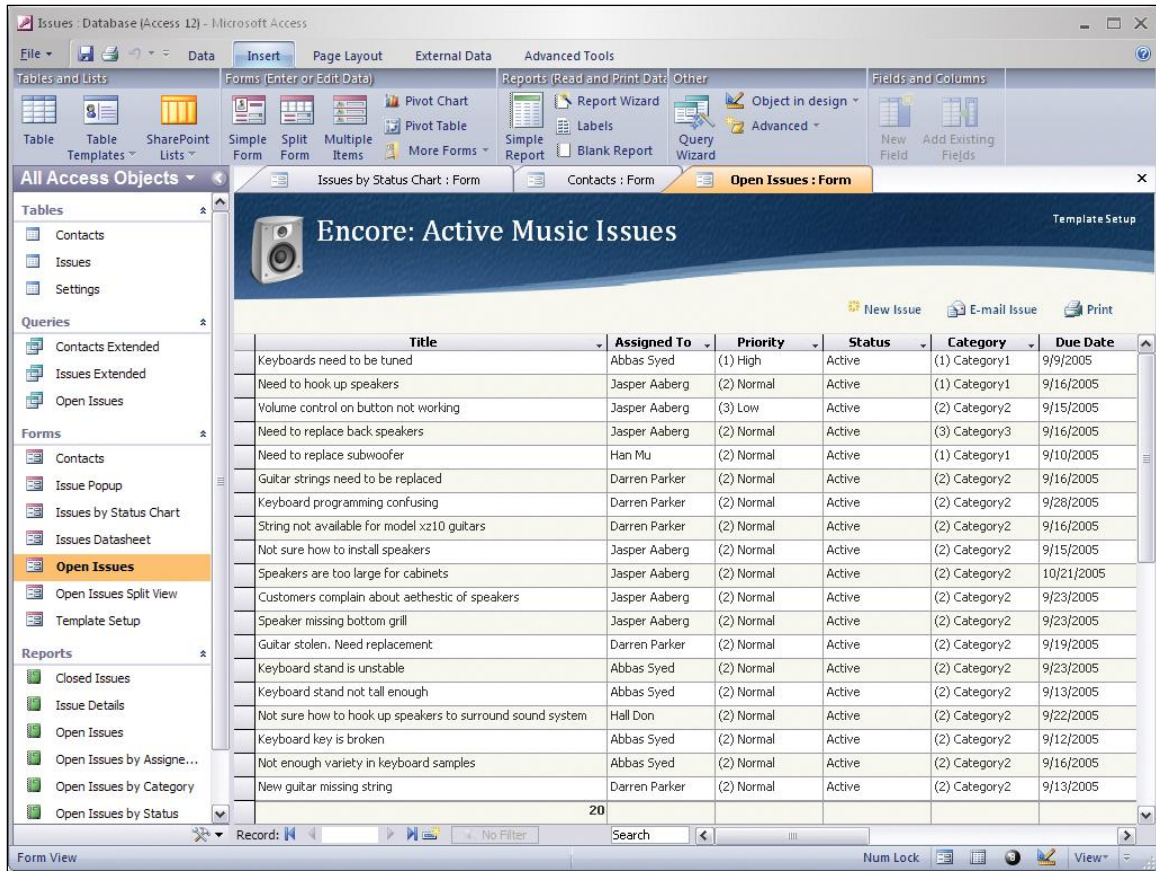 Issues : Database (Access 12) - Microsoft Access
File Data Insert Page Layout External Data Advanced Tools
Tables and Lists Forms (Enter or Edit Data) Reports (Read and Print Data Other Fields and Columns
Table Table Templates SharePoint Lists Simple Form Split Form Multiple Items Pivot Chart Pivot Table More Forms Simple Report Report Wizard Labels Blank Report Query Wizard Object in design Advanced New Field Add Existing Fields
All Access Objects Issues by Status Chart : Form Contacts : Form Open Issues : Form
Tables
Contacts
Issues
Settings
Queries
Contacts Extended
Issues Extended
Open Issues
Forms
Contacts
Issue Popup
Issues by Status Chart
Issues Datasheet
Open Issues
Open Issues Split View
Template Setup
Reports
Closed Issues
Issue Details
Open Issues
Open Issues by Assigne...
Open Issues by Category
Open Issues by Status
Encore: Active Music Issues
Template Setup
New Issue E-mail Issue Print
Title Assigned To Priority Status Category Due Date
Keyboards need to be tuned Abbas Syed (1) High Active (1) Category1 9/9/2005
Need to hook up speakers Jasper Aaberg (2) Normal Active (1) Category1 9/16/2005
Volume control on button not working Jasper Aaberg (3) Low Active (2) Category2 9/15/2005
Need to replace back speakers Jasper Aaberg (2) Normal Active (3) Category3 9/16/2005
Need to replace subwoofer Han Mu (2) Normal Active (1) Category1 9/10/2005
Guitar strings need to be replaced Darren Parker (2) Normal Active (2) Category2 9/16/2005
Keyboard programming confusing Darren Parker (2) Normal Active (2) Category2 9/28/2005
String not available for model xz10 guitars Darren Parker (2) Normal Active (2) Category2 9/16/2005
Not sure how to install speakers Jasper Aaberg (2) Normal Active (2) Category2 9/15/2005
Speakers are too large for cabinets Jasper Aaberg (2) Normal Active (2) Category2 10/21/2005
Customers complain about aethestic of speakers Jasper Aaberg (2) Normal Active (2) Category2 9/23/2005
Speaker missing bottom grill Jasper Aaberg (2) Normal Active (2) Category2 9/23/2005
Guitar stolen. Need replacement Darren Parker (2) Normal Active (2) Category2 9/19/2005
Keyboard stand is unstable Abbas Syed (2) Normal Active (2) Category2 9/23/2005
Keyboard stand not tall enough Abbas Syed (2) Normal Active (2) Category2 9/13/2005
Not sure how to hook up speakers to surround sound system Hall Don (2) Normal Active (2) Category2 9/22/2005
Keyboard key is broken Abbas Syed (2) Normal Active (2) Category2 9/12/2005
Not enough variety in keyboard samples Abbas Syed (2) Normal Active (2) Category2 9/16/2005
New guitar missing string Darren Parker (2) Normal Active (2) Category2 9/13/2005
20
Record: No Filter Search
Form View Num Lock View